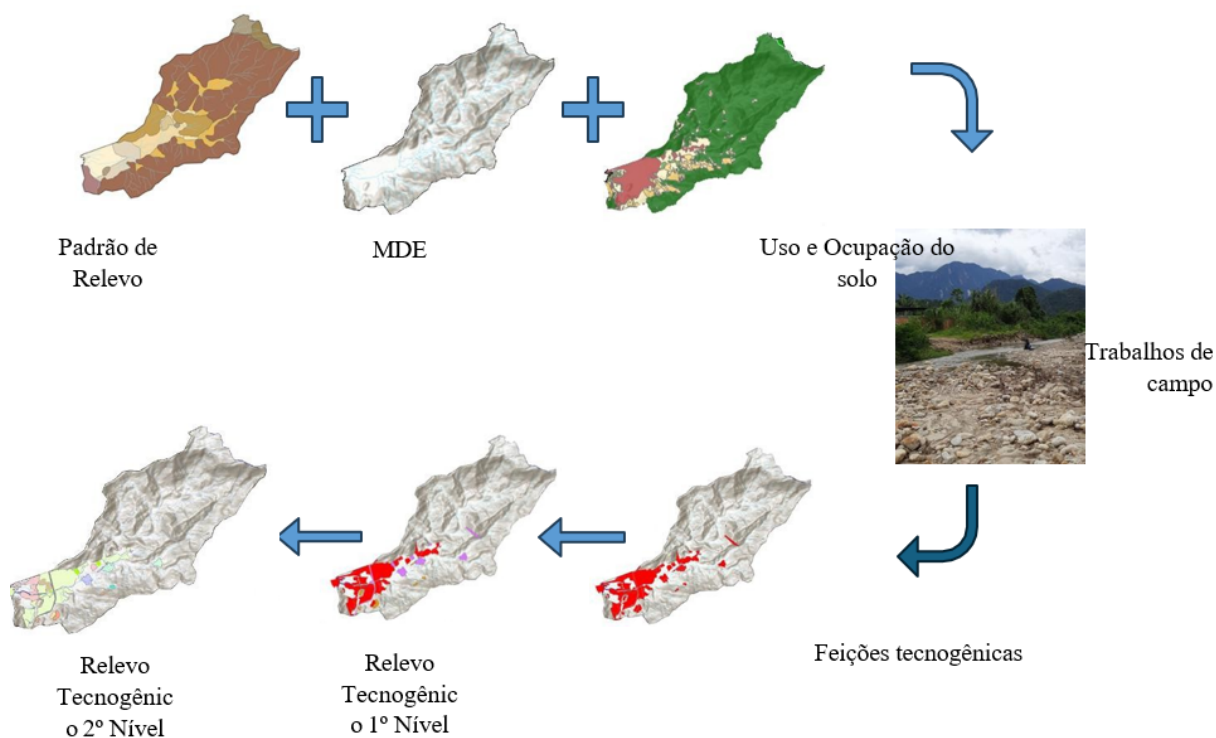 Padrão de
Relevo
MDE
Uso e Ocupação do
solo
Trabalhos de
campo
Feições tecnogênicas
Relevo
Tecnogênic
o 1º Nível
Relevo
Tecnogênic
o 2º Nível